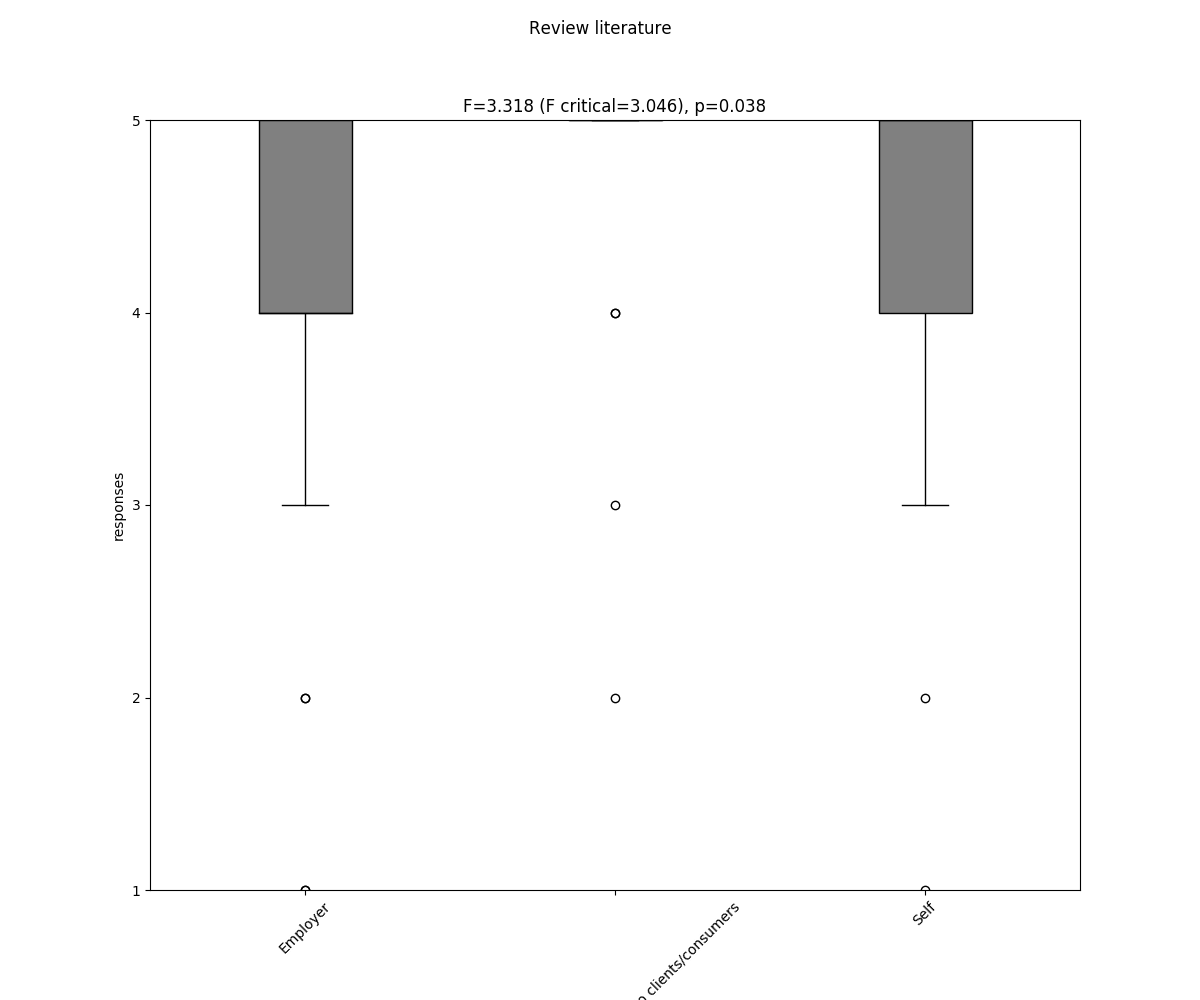 Review literature
F=3.318 (F critical=3.046), p=0.038
5
4
3
2
1
responses
Employer
clients/consumers
Self